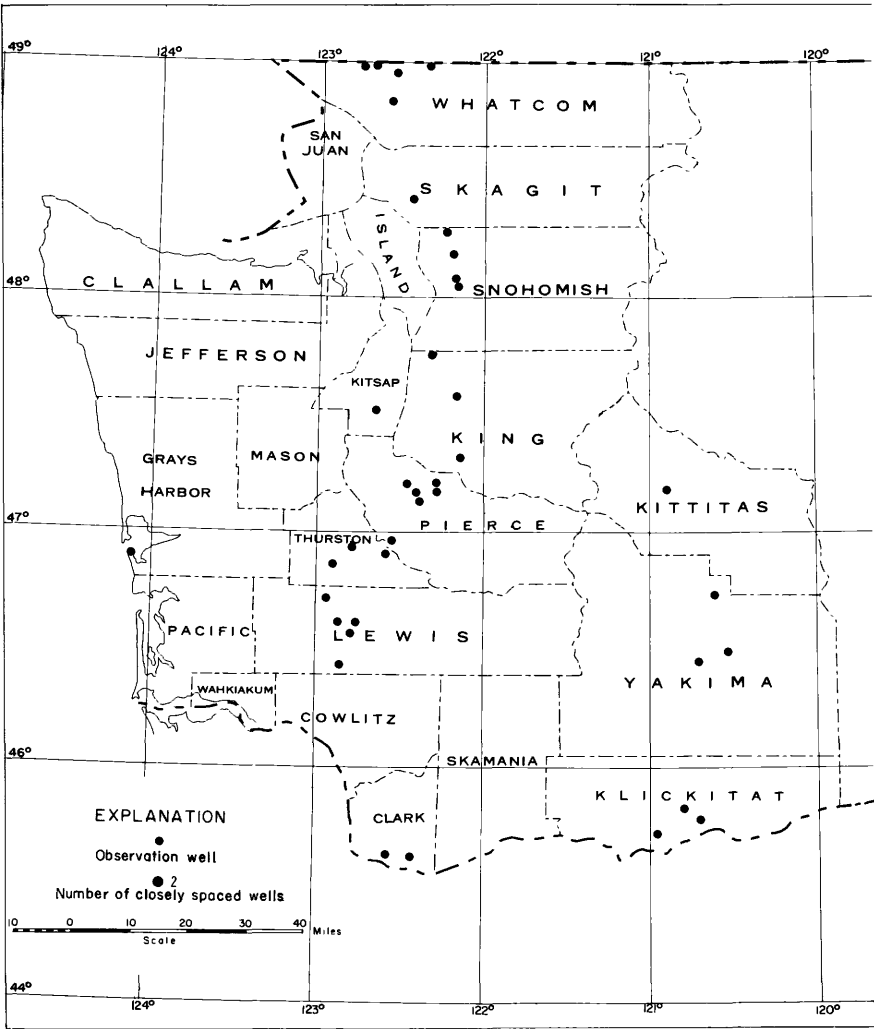 49°
124°
123°
122°
121°
120°
WHATCOM
SAN
JUAN
SKAGIT
ISLAND
CLALLAM
48°
SNOHOMISH
JEFFERSON
KITSAP
KING
GRAYS
HARBOR
MASON
KITTITAS
47°
THURSTON
PIERCE
PACIFIC
LEWIS
YAKIMA
WAHKIAKUM
COWLITZ
46°
SKAMANIA
KLICKITAT
CLARK
EXPLANATION
Observation well
2
Number of closely spaced wells
10 0 10 20 30 40 Miles
Scale
44°
124°
123°
122°
121°
120°